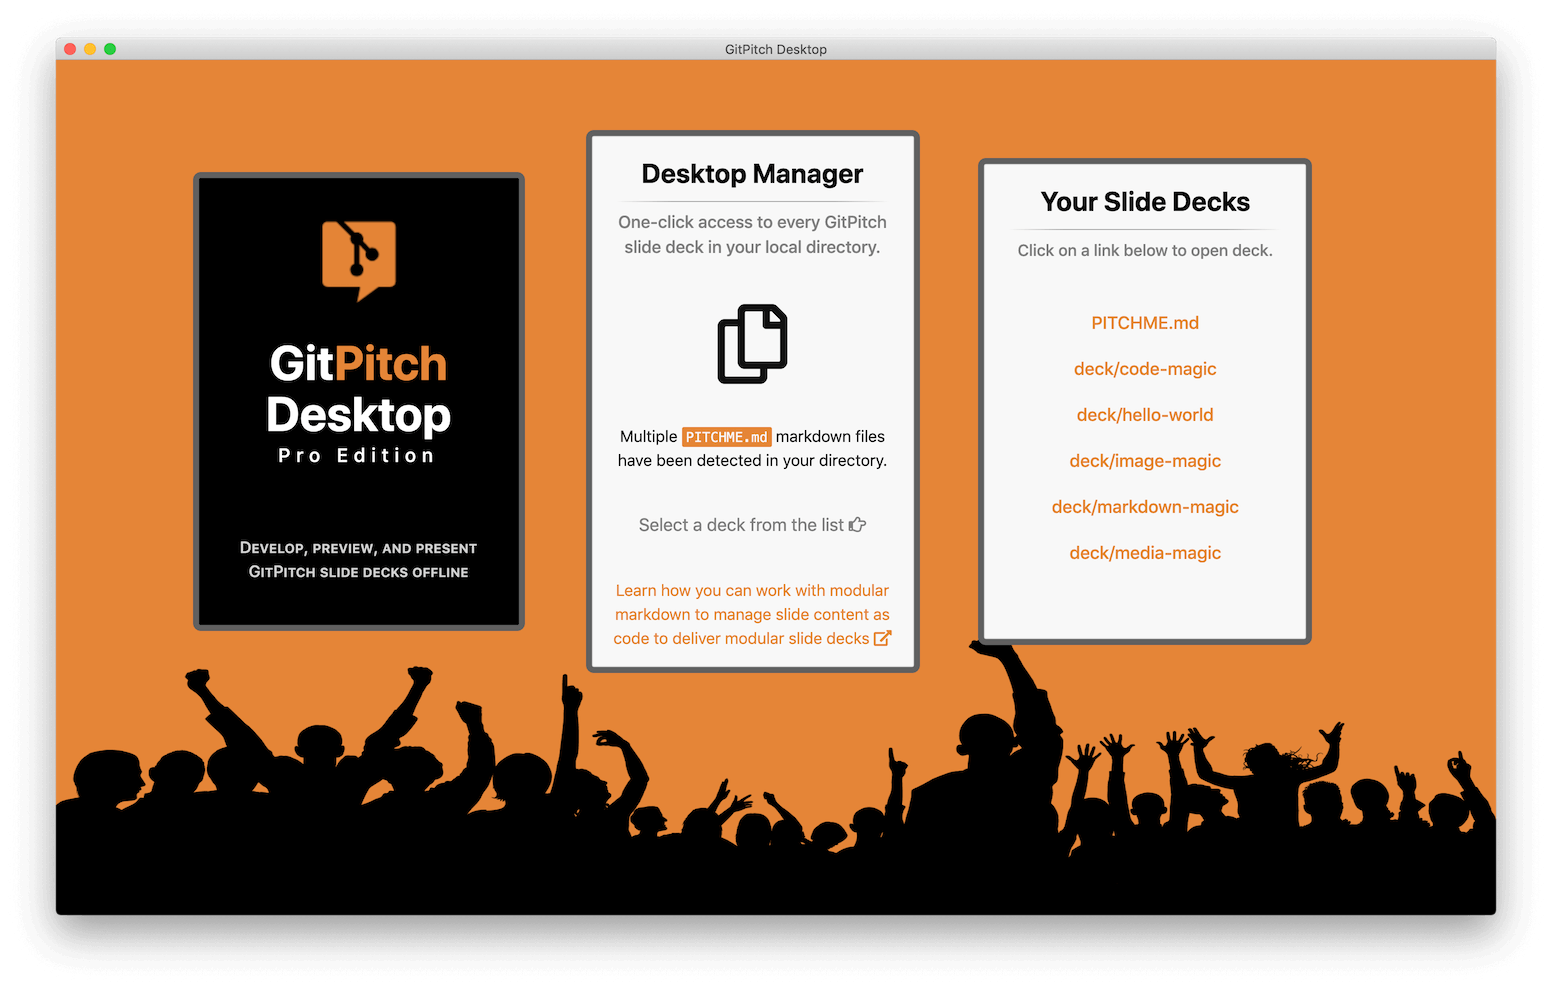 GitPitch Desktop
GitPitch
Desktop
Pro Edition
Develop, preview, and present
GitPitch slide decks offline
Desktop Manager
One-click access to every GitPitch
slide deck in your local directory.
Multiple PITCHME.md markdown files
have been detected in your directory.
Select a deck from the list
Learn how you can work with modular
markdown to manage slide content as
code to deliver modular slide decks
Your Slide Decks
Click on a link below to open deck.
PITCHME.md
deck/code-magic
deck/hello-world
deck/image-magic
deck/markdown-magic
deck/media-magic